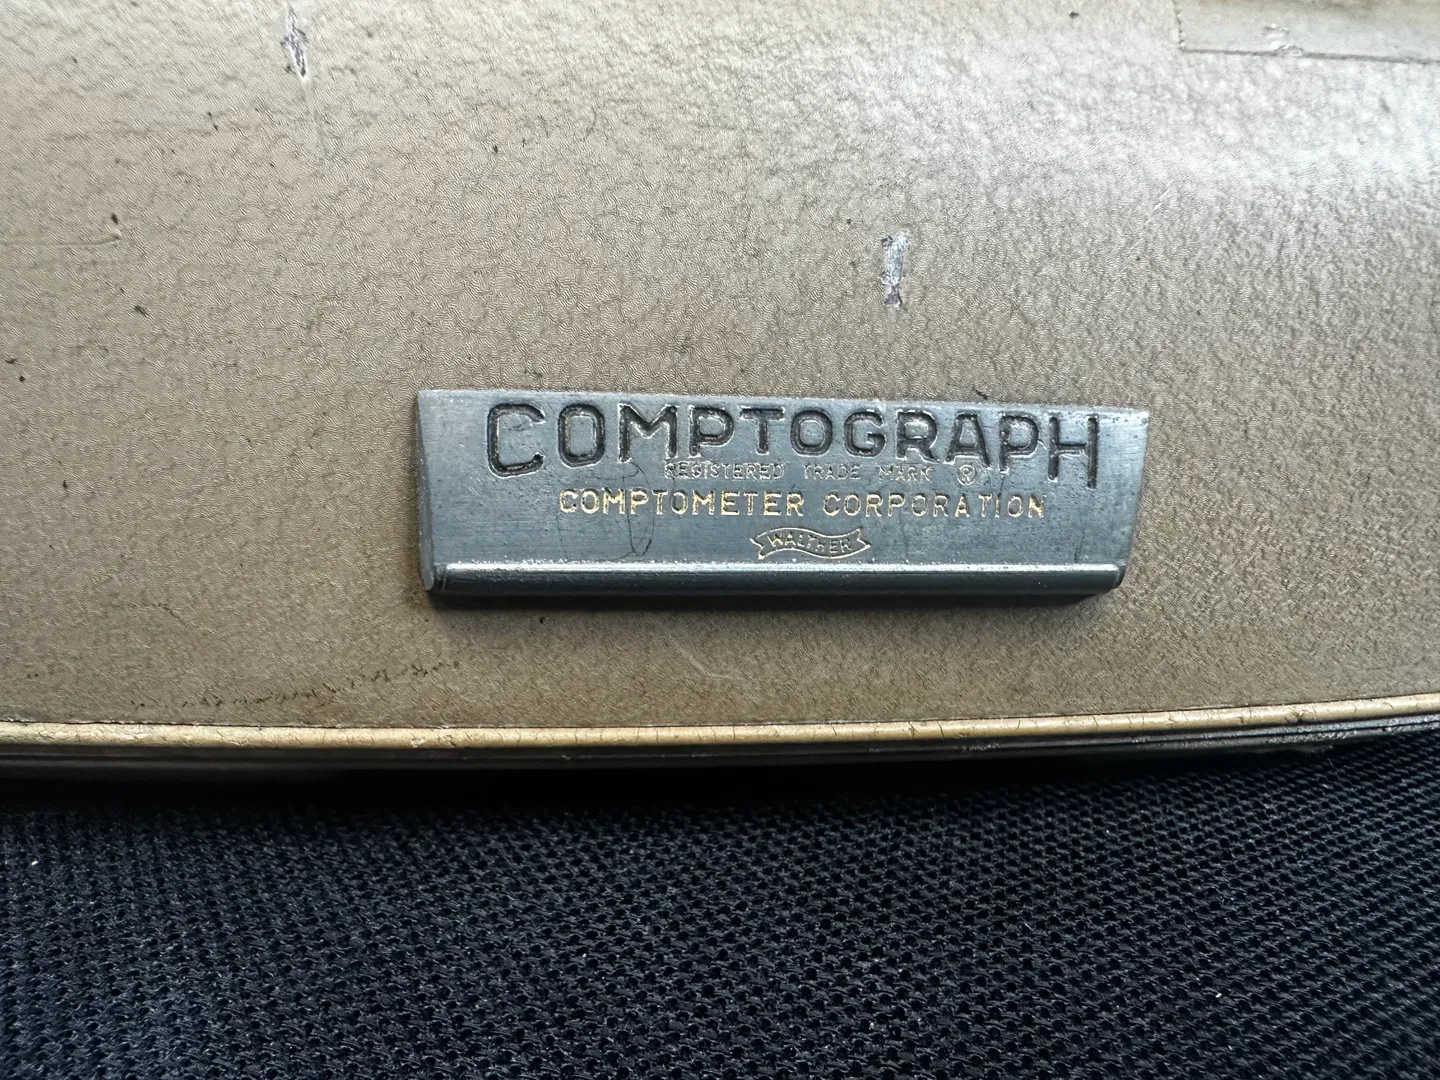 COMPTOGRAPH
REGISTERED TRADE MARK ®
COMPTOMETER CORPORATION
WALTHER